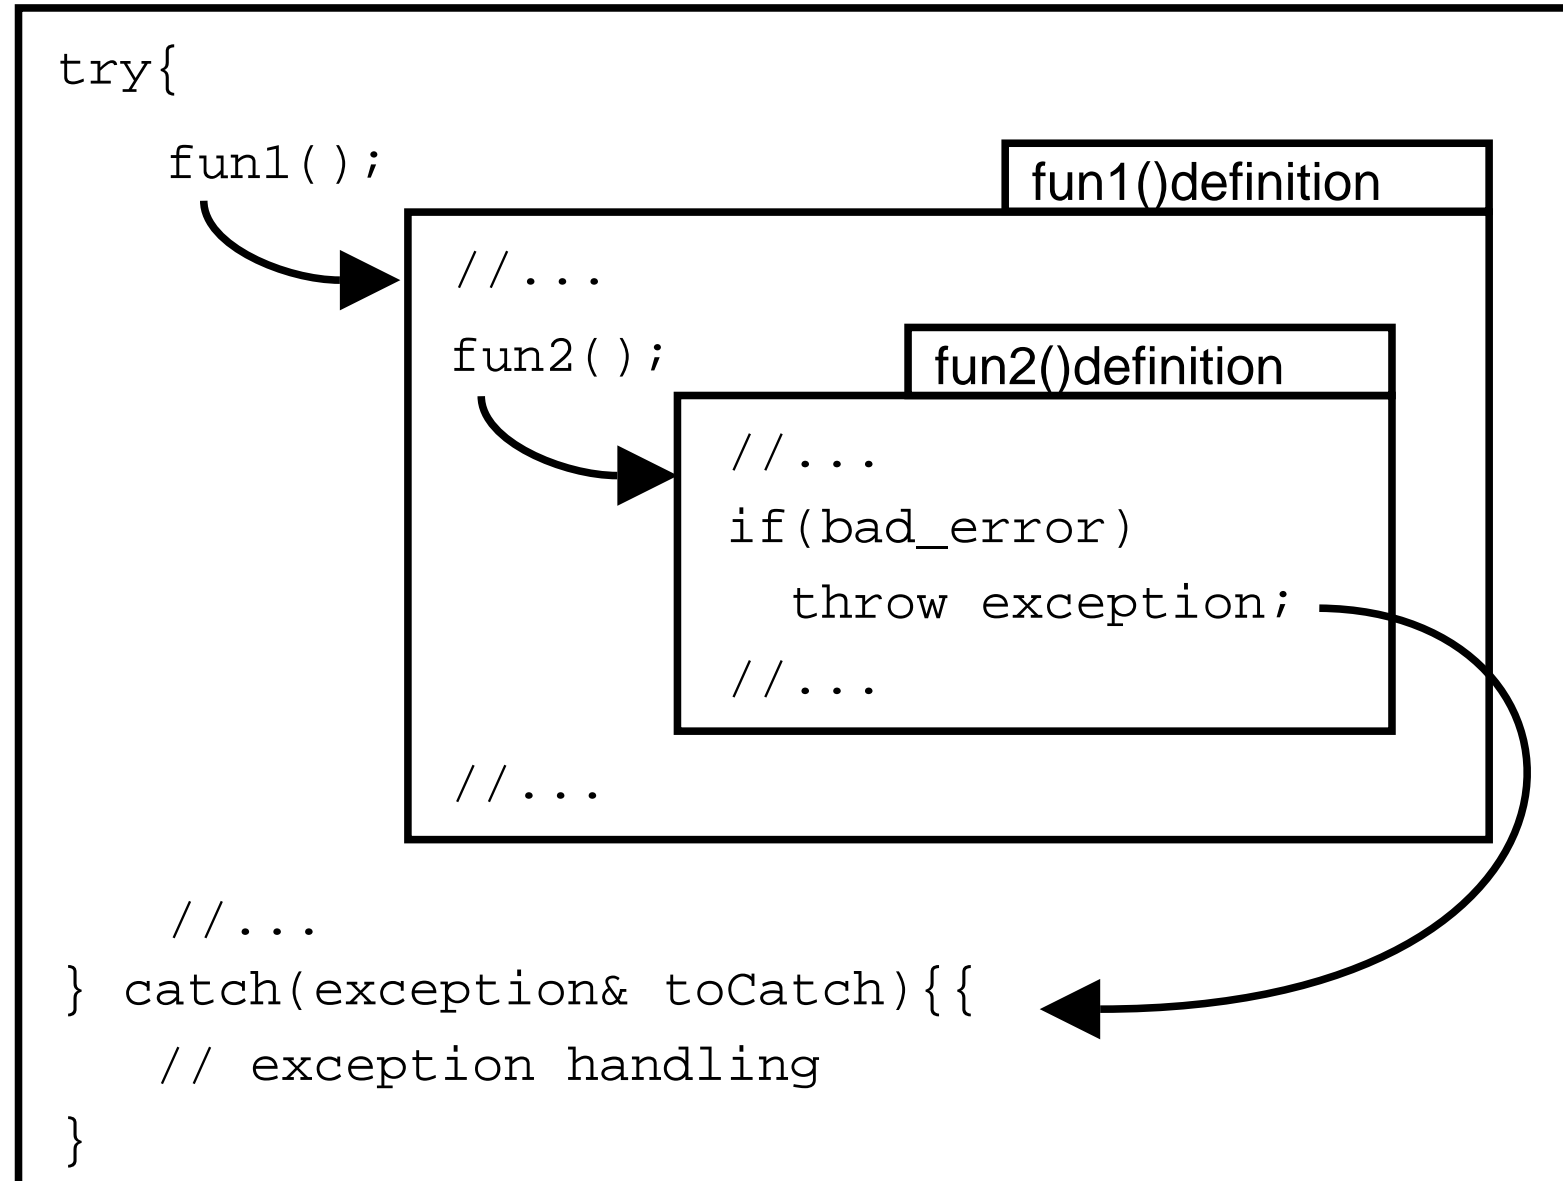 try{
fun1();
fun1()definition
//...
fun2();
fun2()definition
//...
if(bad_error)
throw exception;
//...
//...
//...
} catch(exception& toCatch){{
// exception handling
}